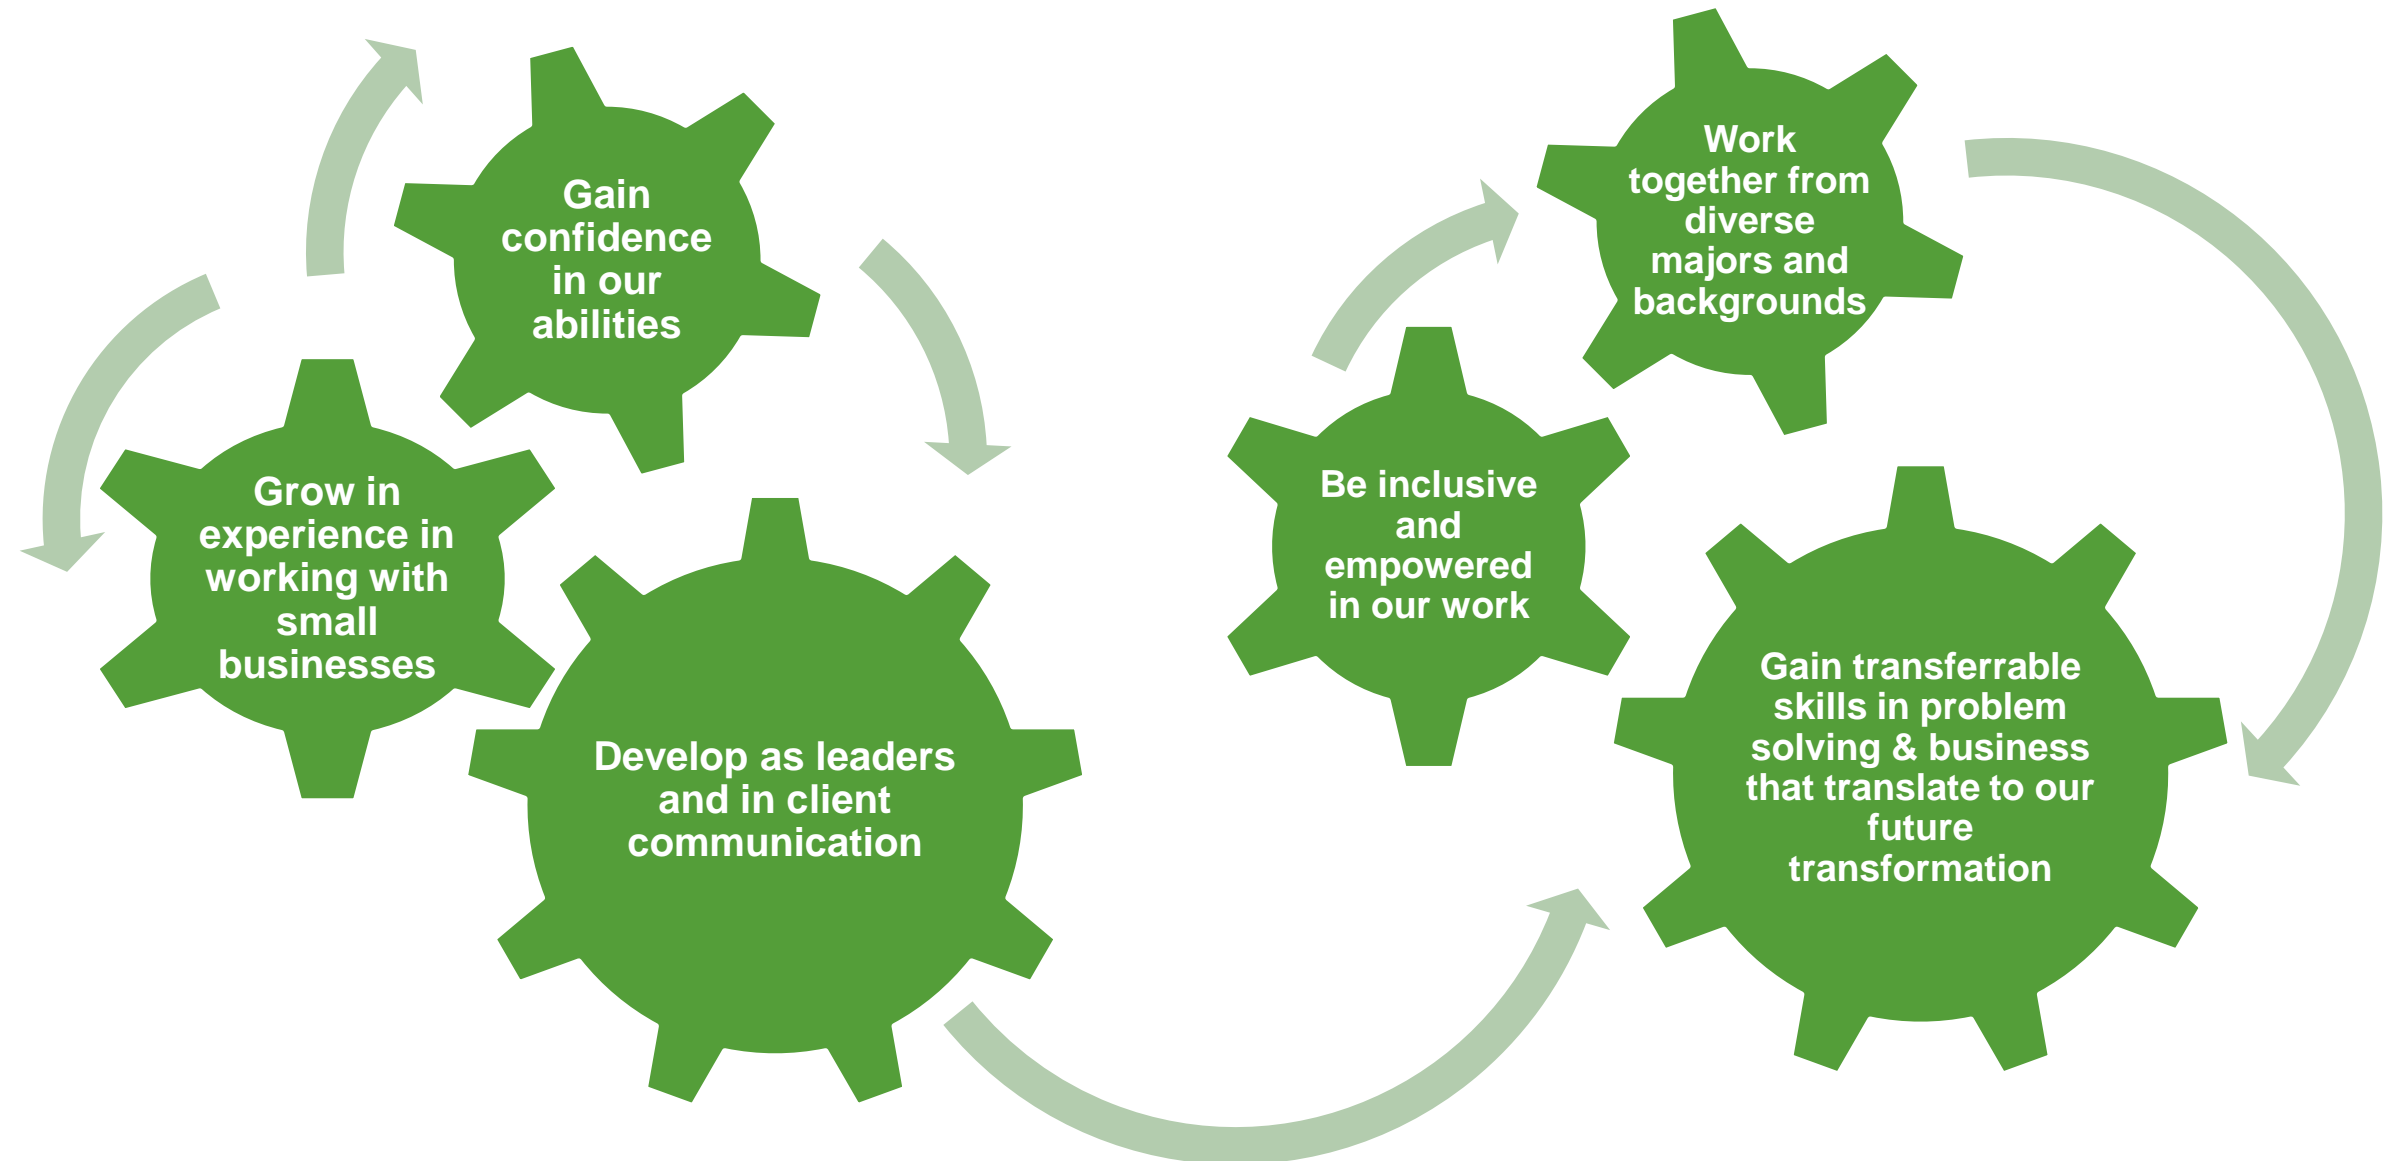 Gain
confidence
in our
abilities
Grow in
experience in
working with
small
businesses
Develop as leaders
and in client
communication
Work
together from
diverse
majors and
backgrounds
Be inclusive
and
empowered
in our work
Gain transferrable
skills in problem
solving & business
that translate to our
future
transformation